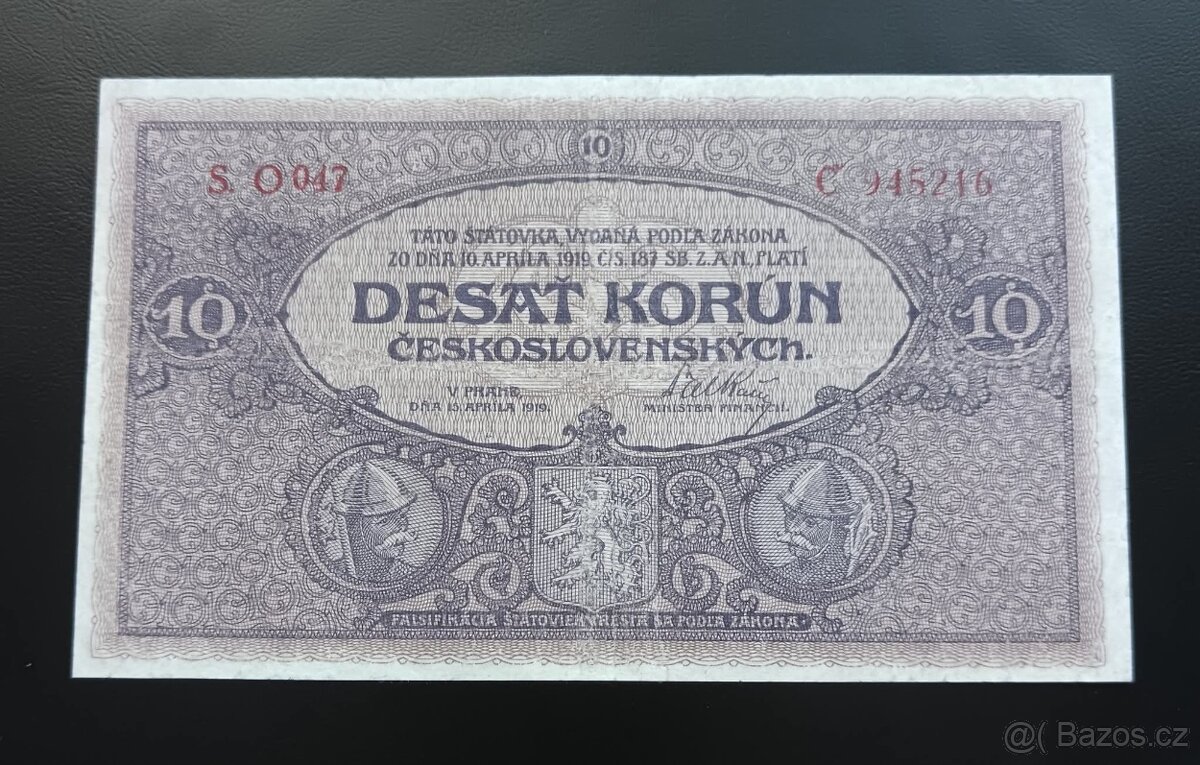 10
S. O 047
Č 945216
TÁTO ŠTÁTOVKA, VYDANÁ PODĽA ZÁKONA
ZO DŇA 10. APRÍLA 1919, ČÍS. 187 SB. Z. A N., PLATÍ
10
DESAŤ KORÚN
10
ČESKOSLOVENSKÝCH.
V PRAHE
DŇA 15. APRÍLA 1919.
MINISTER FINANCIÍ.
FALSIFIKÁCIA ŠTÁTOVIEK TRESTÁ SA PODĽA ZÁKONA.
@( Bazos.cz